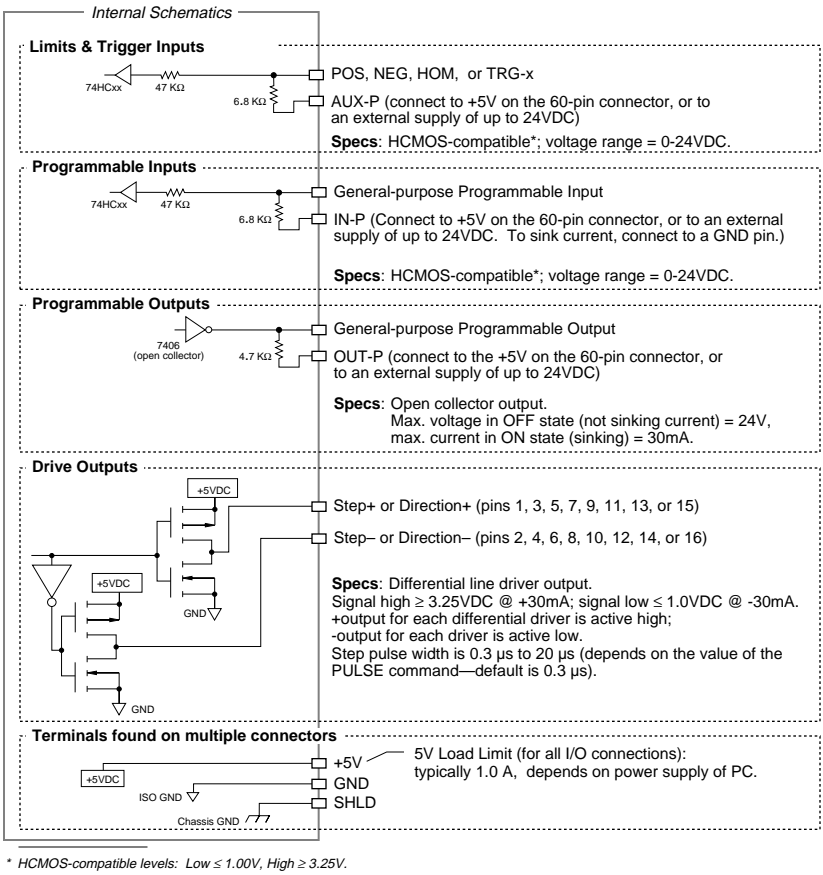 Internal Schematics
Limits & Trigger Inputs
74HCxx
47 KΩ
6.8 KΩ
POS, NEG, HOM, or TRG-x
AUX-P (connect to +5V on the 60-pin connector, or to
an external supply of up to 24VDC)
Specs: HCMOS-compatible*; voltage range = 0-24VDC.
Programmable Inputs
74HCxx
47 KΩ
6.8 KΩ
General-purpose Programmable Input
IN-P (Connect to +5V on the 60-pin connector, or to an external
supply of up to 24VDC. To sink current, connect to a GND pin.)
Specs: HCMOS-compatible*; voltage range = 0-24VDC.
Programmable Outputs
7406
(open collector)
4.7 KΩ
General-purpose Programmable Output
OUT-P (connect to the +5V on the 60-pin connector, or
to an external supply of up to 24VDC)
Specs: Open collector output.
Max. voltage in OFF state (not sinking current) = 24V,
max. current in ON state (sinking) = 30mA.
Drive Outputs
+5VDC
+5VDC
GND
GND
Step+ or Direction+ (pins 1, 3, 5, 7, 9, 11, 13, or 15)
Step– or Direction– (pins 2, 4, 6, 8, 10, 12, 14, or 16)
Specs: Differential line driver output.
Signal high ≥ 3.25VDC @ +30mA; signal low ≤ 1.0VDC @ -30mA.
+output for each differential driver is active high;
-output for each driver is active low.
Step pulse width is 0.3 µs to 20 µs (depends on the value of the
PULSE command—default is 0.3 µs).
Terminals found on multiple connectors
+5VDC
ISO GND
Chassis GND
+5V
GND
SHLD
5V Load Limit (for all I/O connections):
typically 1.0 A, depends on power supply of PC.
* HCMOS-compatible levels: Low ≤ 1.00V, High ≥ 3.25V.